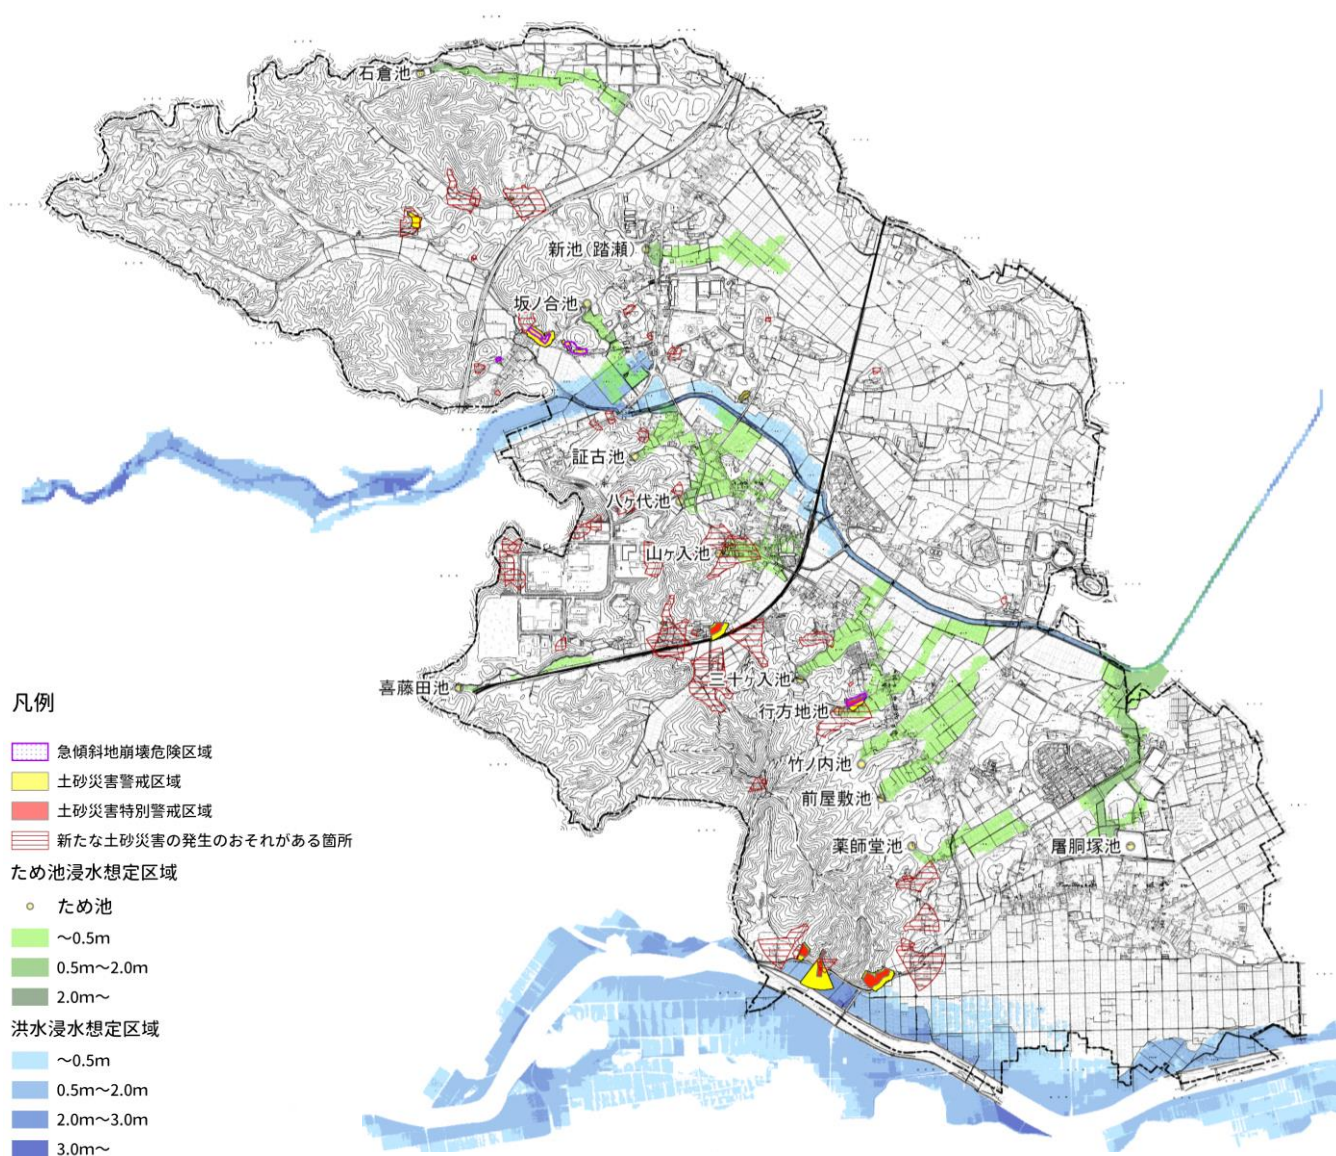 石倉池
新池(踏瀬)
坂ノ合池
証古池
八ケ代池
山ヶ入池
喜藤田池
三十ヶ入池
行方地池
竹ノ内池
前屋敷池
薬師堂池
屠胴塚池
凡例
急傾斜地崩壊危険区域
土砂災害警戒区域
土砂災害特別警戒区域
新たな土砂災害の発生のおそれがある箇所
ため池浸水想定区域
ため池
～0.5m
0.5m～2.0m
2.0m～
洪水浸水想定区域
～0.5m
0.5m～2.0m
2.0m～3.0m
3.0m～